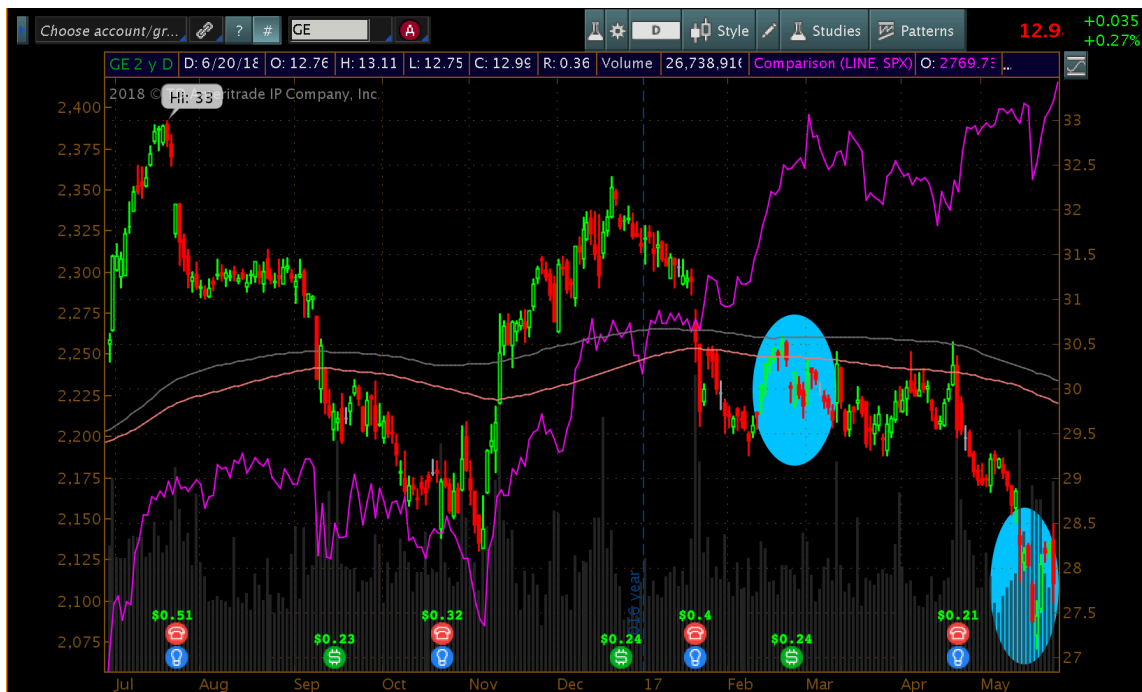 Choose account/gr... ? # GE A D Style Studies Patterns 12.9 +0.035
+0.27%
GE 2 y D D: 6/20/18 O: 12.76 H: 13.11 L: 12.75 C: 12.99 R: 0.36 Volume 26,738,916 Comparison (LINE, SPX) O: 2769.73 ...
2018 © Ameritrade IP Company, Inc
Hi: 33
2,400 33
2,375 32.5
2,350 32
2,325 31.5
2,300 31
2,275 30.5
2,250 30
2,225 29.5
2,200 29
2,175 28.5
2,150 28
2,125 27.5
2,100 27
2,075
year
$0.51 $0.32 $0.4 $0.21
$0.23 $0.24 $0.24
Jul Aug Sep Oct Nov Dec 17 Feb Mar Apr May